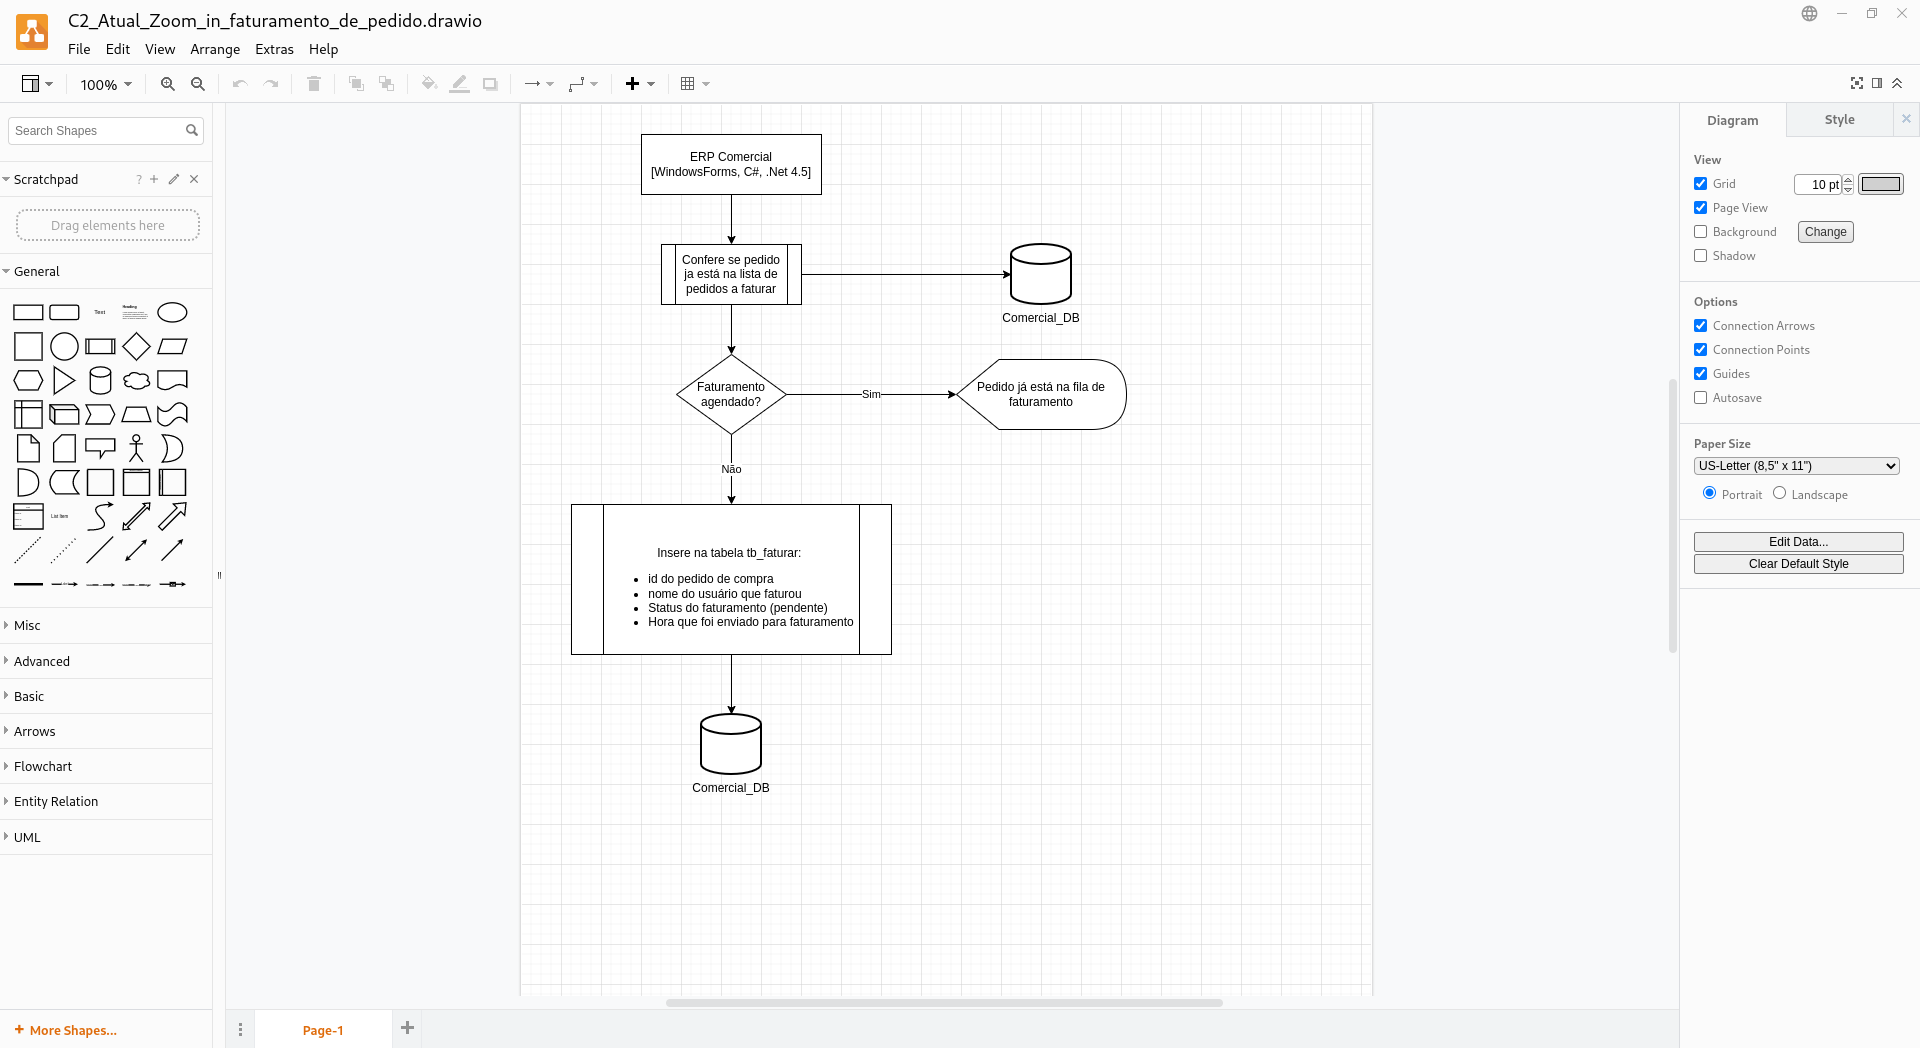 C2_Atual_Zoom_in_faturamento_de_pedido.drawio
File Edit View Arrange Extras Help
100%
Search Shapes
Scratchpad
?
Drag elements here
General
Text
Heading
List Item
Misc
Advanced
Basic
Arrows
Flowchart
Entity Relation
UML
+ More Shapes...
ERP Comercial
[WindowsForms, C#, .Net 4.5]
Confere se pedido
ja está na lista de
pedidos a faturar
Comercial_DB
Faturamento
agendado?
Sim
Pedido já está na fila de
faturamento
Não
Insere na tabela tb_faturar:
• id do pedido de compra
• nome do usuário que faturou
• Status do faturamento (pendente)
• Hora que foi enviado para faturamento
Comercial_DB
Page-1
Diagram Style
View
Grid 10 pt
Page View
Background Change
Shadow
Options
Connection Arrows
Connection Points
Guides
Autosave
Paper Size
US-Letter (8,5" x 11")
Portrait Landscape
Edit Data...
Clear Default Style